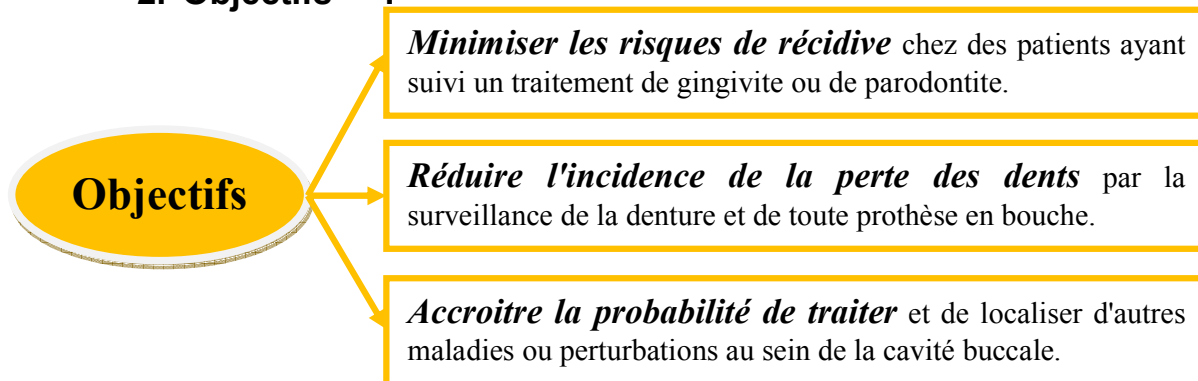 2. Objectifs
Minimiser les risques de récidive chez des patients ayant
suivi un traitement de gingivite ou de parodontite.
Objectifs
Réduire l'incidence de la perte des dents par la
surveillance de la denture et de toute prothèse en bouche.
Accroitre la probabilité de traiter et de localiser d'autres
maladies ou perturbations au sein de la cavité buccale.